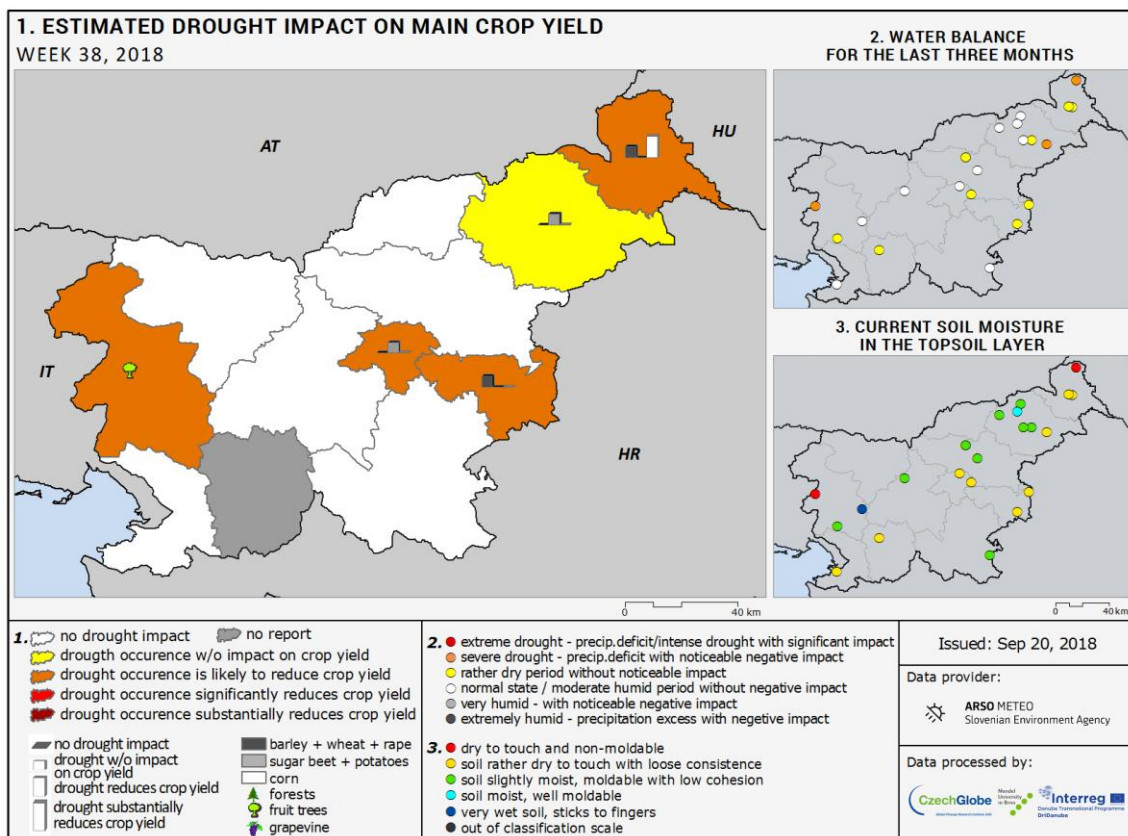 1. ESTIMATED DROUGHT IMPACT ON MAIN CROP YIELD
WEEK 38, 2018
AT
HU
IT
HR
0 40 km
2. WATER BALANCE
FOR THE LAST THREE MONTHS
3. CURRENT SOIL MOISTURE
IN THE TOPSOIL LAYER
0 40 km
1. no drought impact no report
drougth occurence w/o impact on crop yield
drought occurence is likely to reduce crop yield
drought occurence significantly reduces crop yield
drought occurence substantially reduces crop yield
no drought impact
drought w/o impact
on crop yield
drought reduces crop yield
drought substantially
reduces crop yield
barley + wheat + rape
sugar beet + potatoes
corn
forests
fruit trees
grapevine
2. extreme drought - precip.deficit/intense drought with significant impact
severe drought - precip.deficit with noticeable negative impact
rather dry period without noticeable impact
normal state / moderate humid period without negative impact
very humid - with noticeable negative impact
extremely humid - precipitation excess with negetive impact
3. dry to touch and non-moldable
soil rather dry to touch with loose consistence
soil slightly moist, moldable with low cohesion
soil moist, well moldable
very wet soil, sticks to fingers
out of classification scale
Issued: Sep 20, 2018
Data provider:
ARSO METEO
Slovenian Environment Agency
Data processed by:
CzechGlobe
Mendel
University
in Brno
Interreg
Danube Transnational Programme
DriDanube